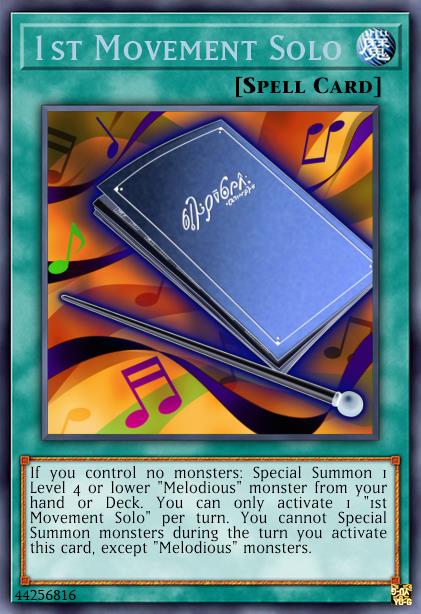 1st Movement Solo
魔
[Spell Card]
If you control no monsters: Special Summon 1
Level 4 or lower "Melodious" monster from your
hand or Deck. You can only activate 1 "1st
Movement Solo" per turn. You cannot Special
Summon monsters during the turn you activate
this card, except "Melodious" monsters.
44256816